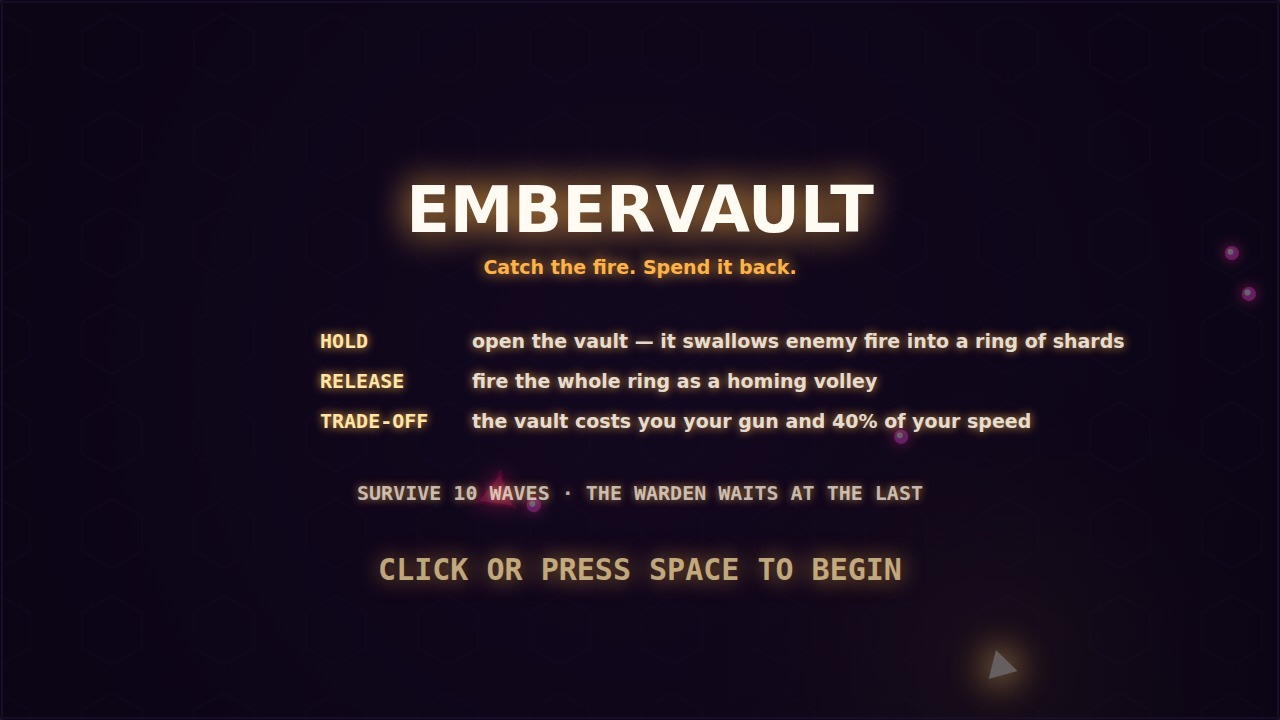 EMBERVAULT
Catch the fire. Spend it back.
HOLD open the vault — it swallows enemy fire into a ring of shards
RELEASE fire the whole ring as a homing volley
TRADE-OFF the vault costs you your gun and 40% of your speed
SURVIVE 10 WAVES · THE WARDEN WAITS AT THE LAST
CLICK OR PRESS SPACE TO BEGIN